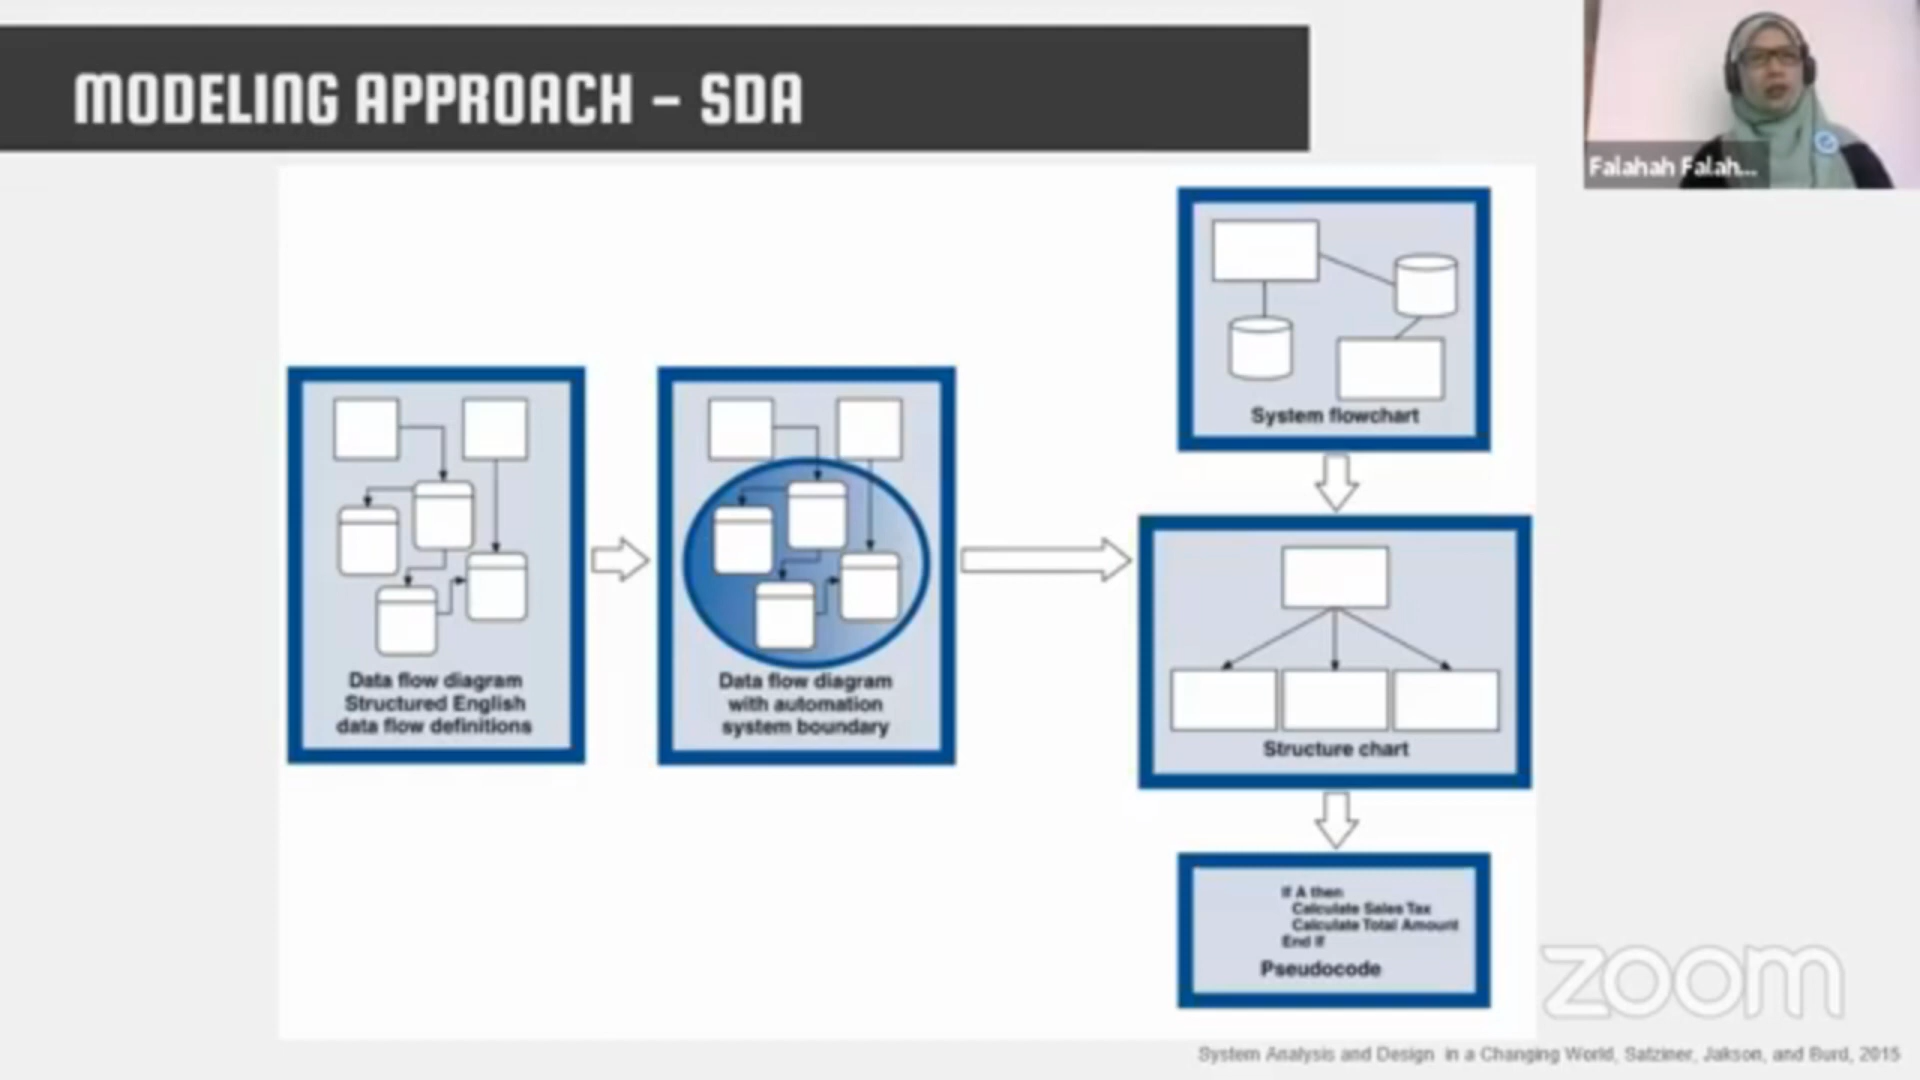 MODELING APPROACH – SDA
Falahah Falah...
System flowchart
Data flow diagram
Structured English
data flow definitions
Data flow diagram
with automation
system boundary
Structure chart
If A then
Calculate Sales Tax
Calculate Total Amount
End If
Pseudocode
zoom
System Analysis and Design in a Changing World, Satziner, Jakson, and Burd, 2015